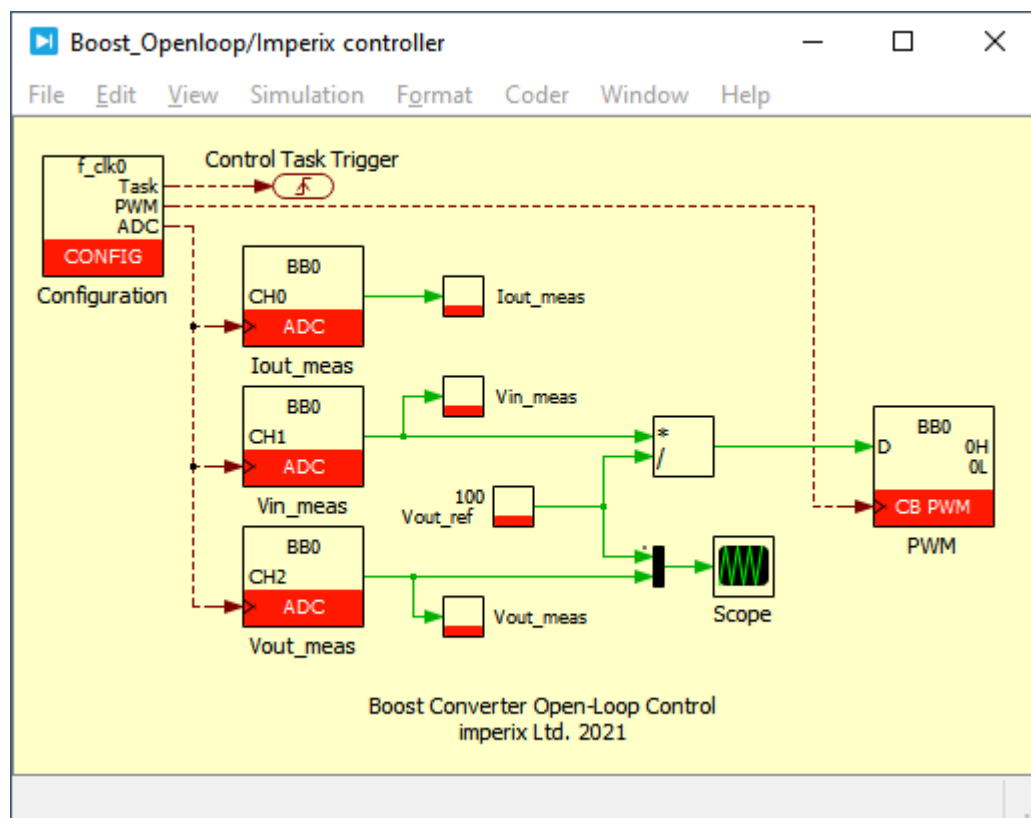 Boost_Openloop/Imperix controller
File Edit View Simulation Format Coder Window Help
f_clk0
Task
PWM
ADC
CONFIG
Configuration
Control Task Trigger
BB0
CH0
ADC
Iout_meas
Iout_meas
BB0
CH1
ADC
Vin_meas
Vin_meas
BB0
CH2
ADC
Vout_meas
Vout_meas
100
Vout_ref
*
/
Scope
BB0
D
0H
0L
CB PWM
PWM
Boost Converter Open-Loop Control
imperix Ltd. 2021